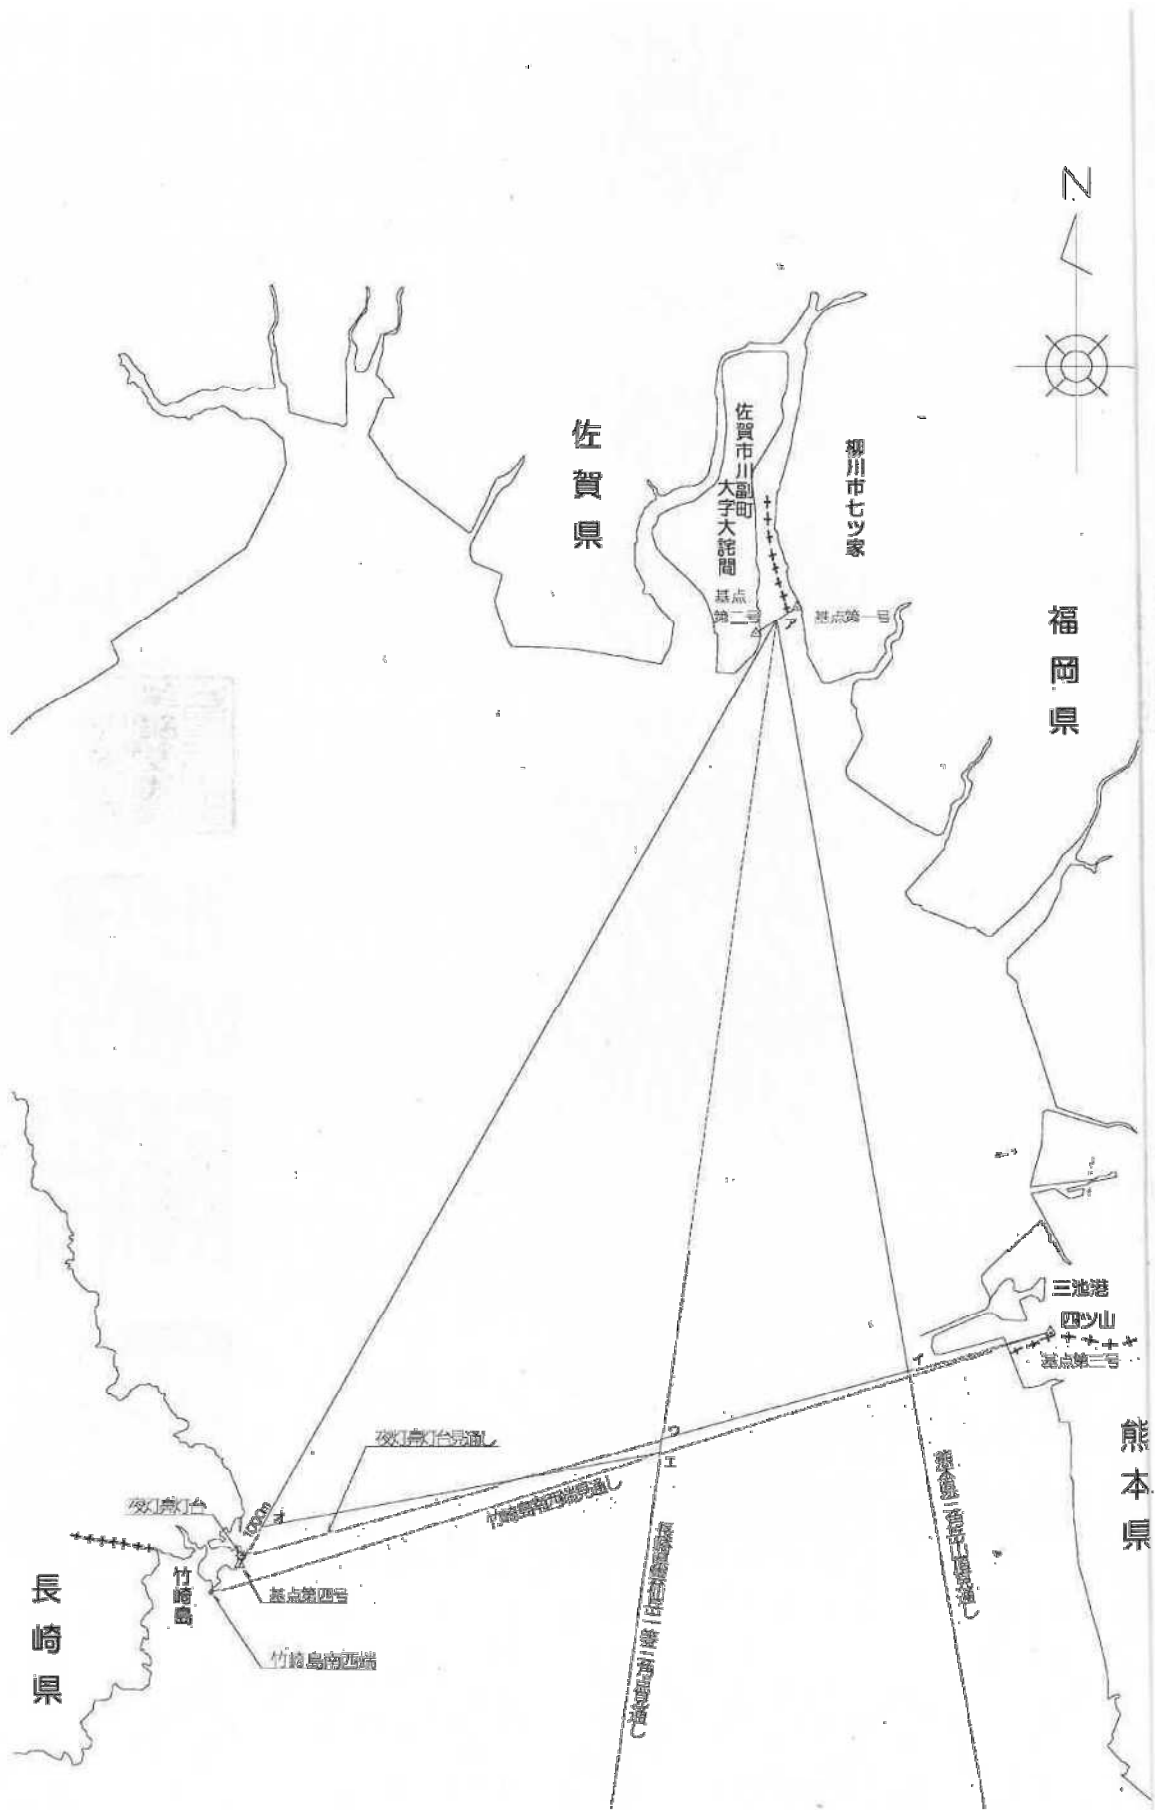 N
佐賀県
佐賀市川副町
大字大詫間
柳川市七ツ家
福岡県
基点
第二号
ア
基点第一号
三池港
四ツ山
基点第三号
イ
熊本県
夜灯鼻灯台見通し
ウ
エ
竹崎島南西端見通し
夜灯鼻灯台
1000m
オ
竹崎島
基点第四号
竹崎島南西端
長崎県